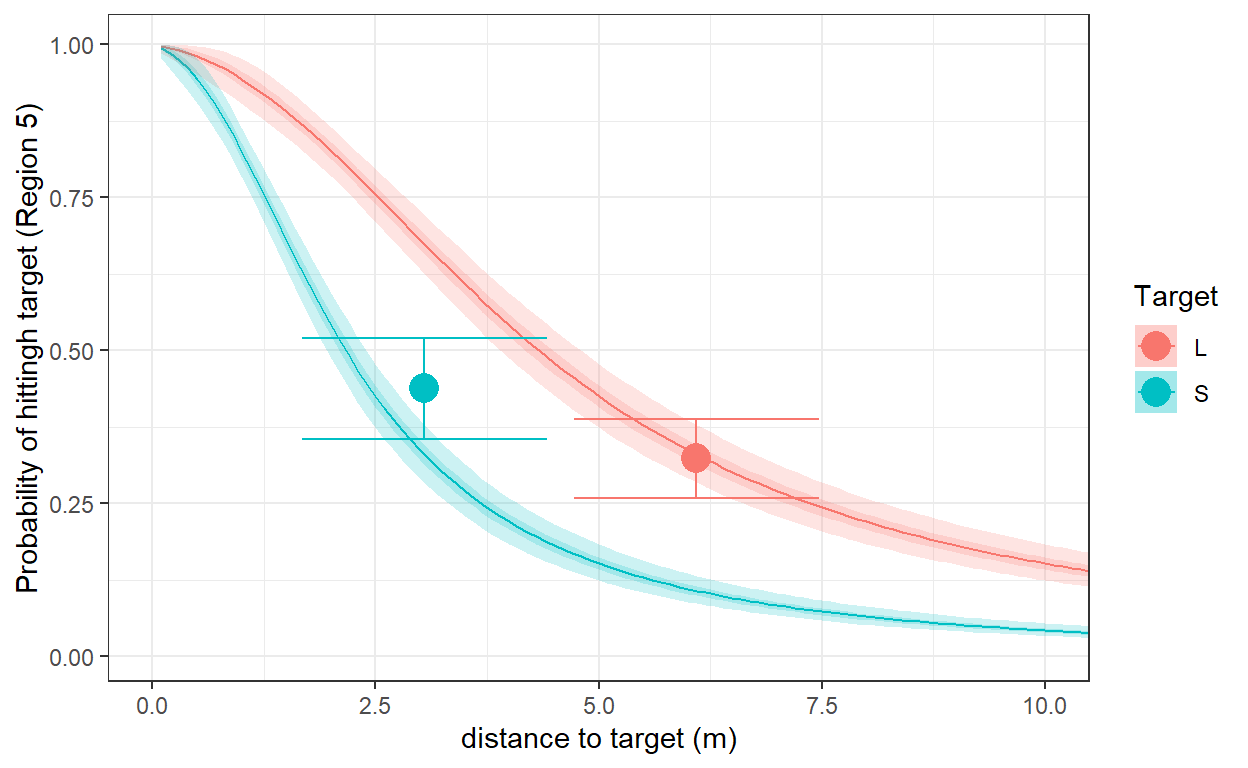 Probability of hittingh target (Region 5)
1.00
0.75
0.50
0.25
0.00
0.0 2.5 5.0 7.5 10.0
distance to target (m)
Target
L
S